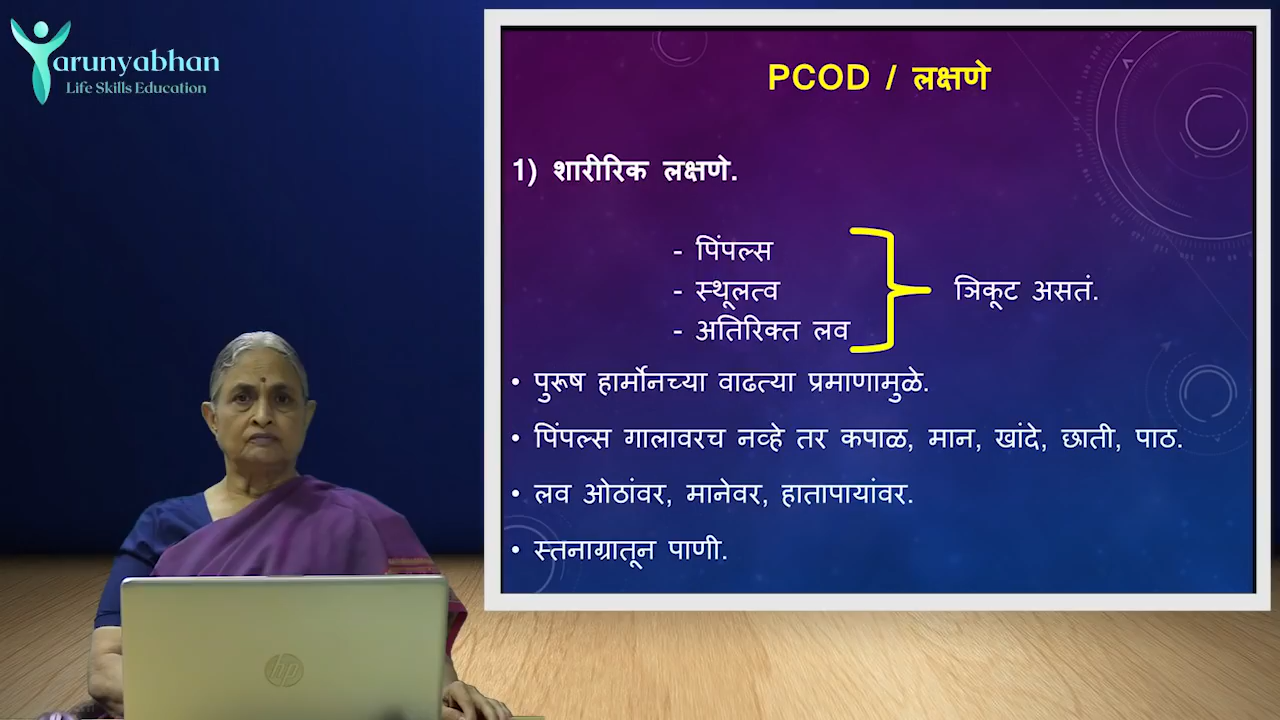 Yarunyabhan
Life Skills Education
PCOD / लक्षणे
1) शारीरिक लक्षणे.
- पिंपल्स
- स्थूलत्व
- अतिरिक्त लव
त्रिकूट असतं.
• पुरूष हार्मोनच्या वाढत्या प्रमाणामुळे.
• पिंपल्स गालावरच नव्हे तर कपाळ, मान, खांदे, छाती, पाठ.
• लव ओठांवर, मानेवर, हातापायांवर.
• स्तनाग्रातून पाणी.
hp